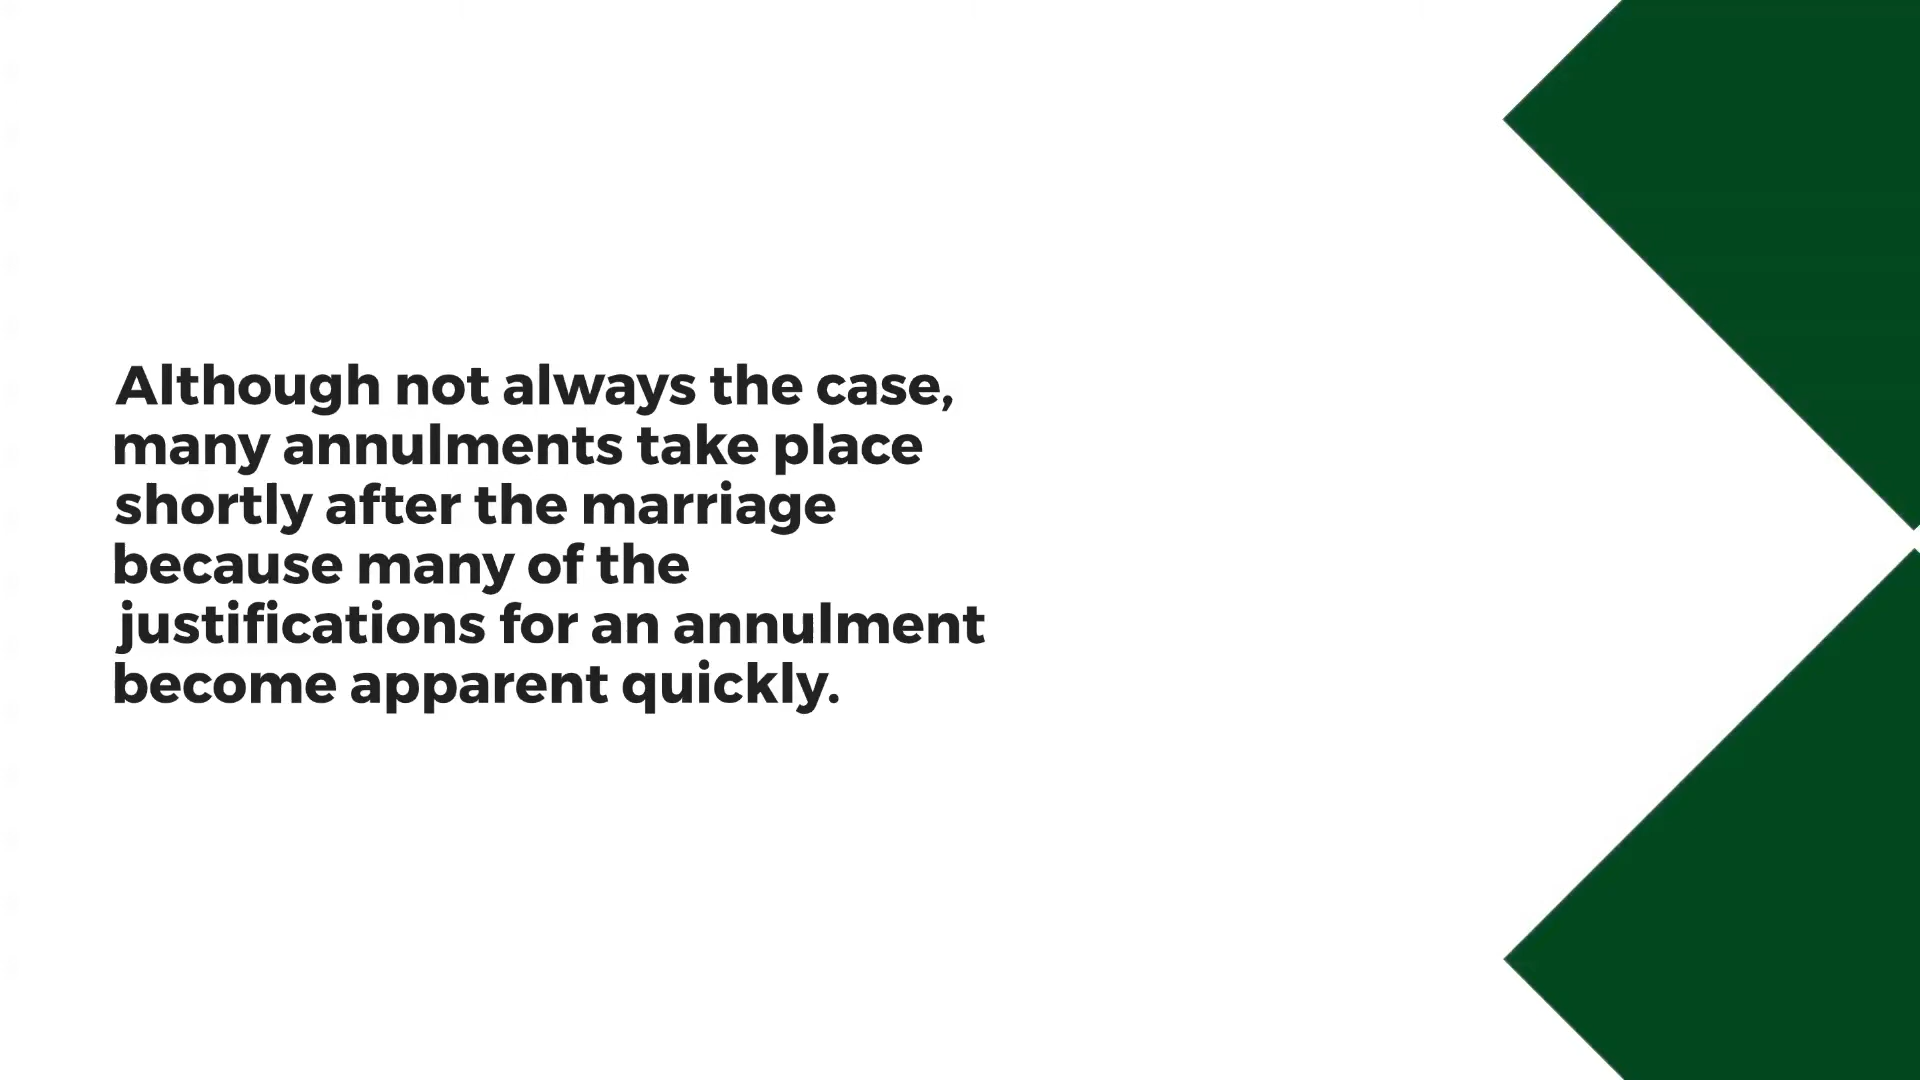 Although not always the case,
many annulments take place
shortly after the marriage
because many of the
justifications for an annulment
become apparent quickly.